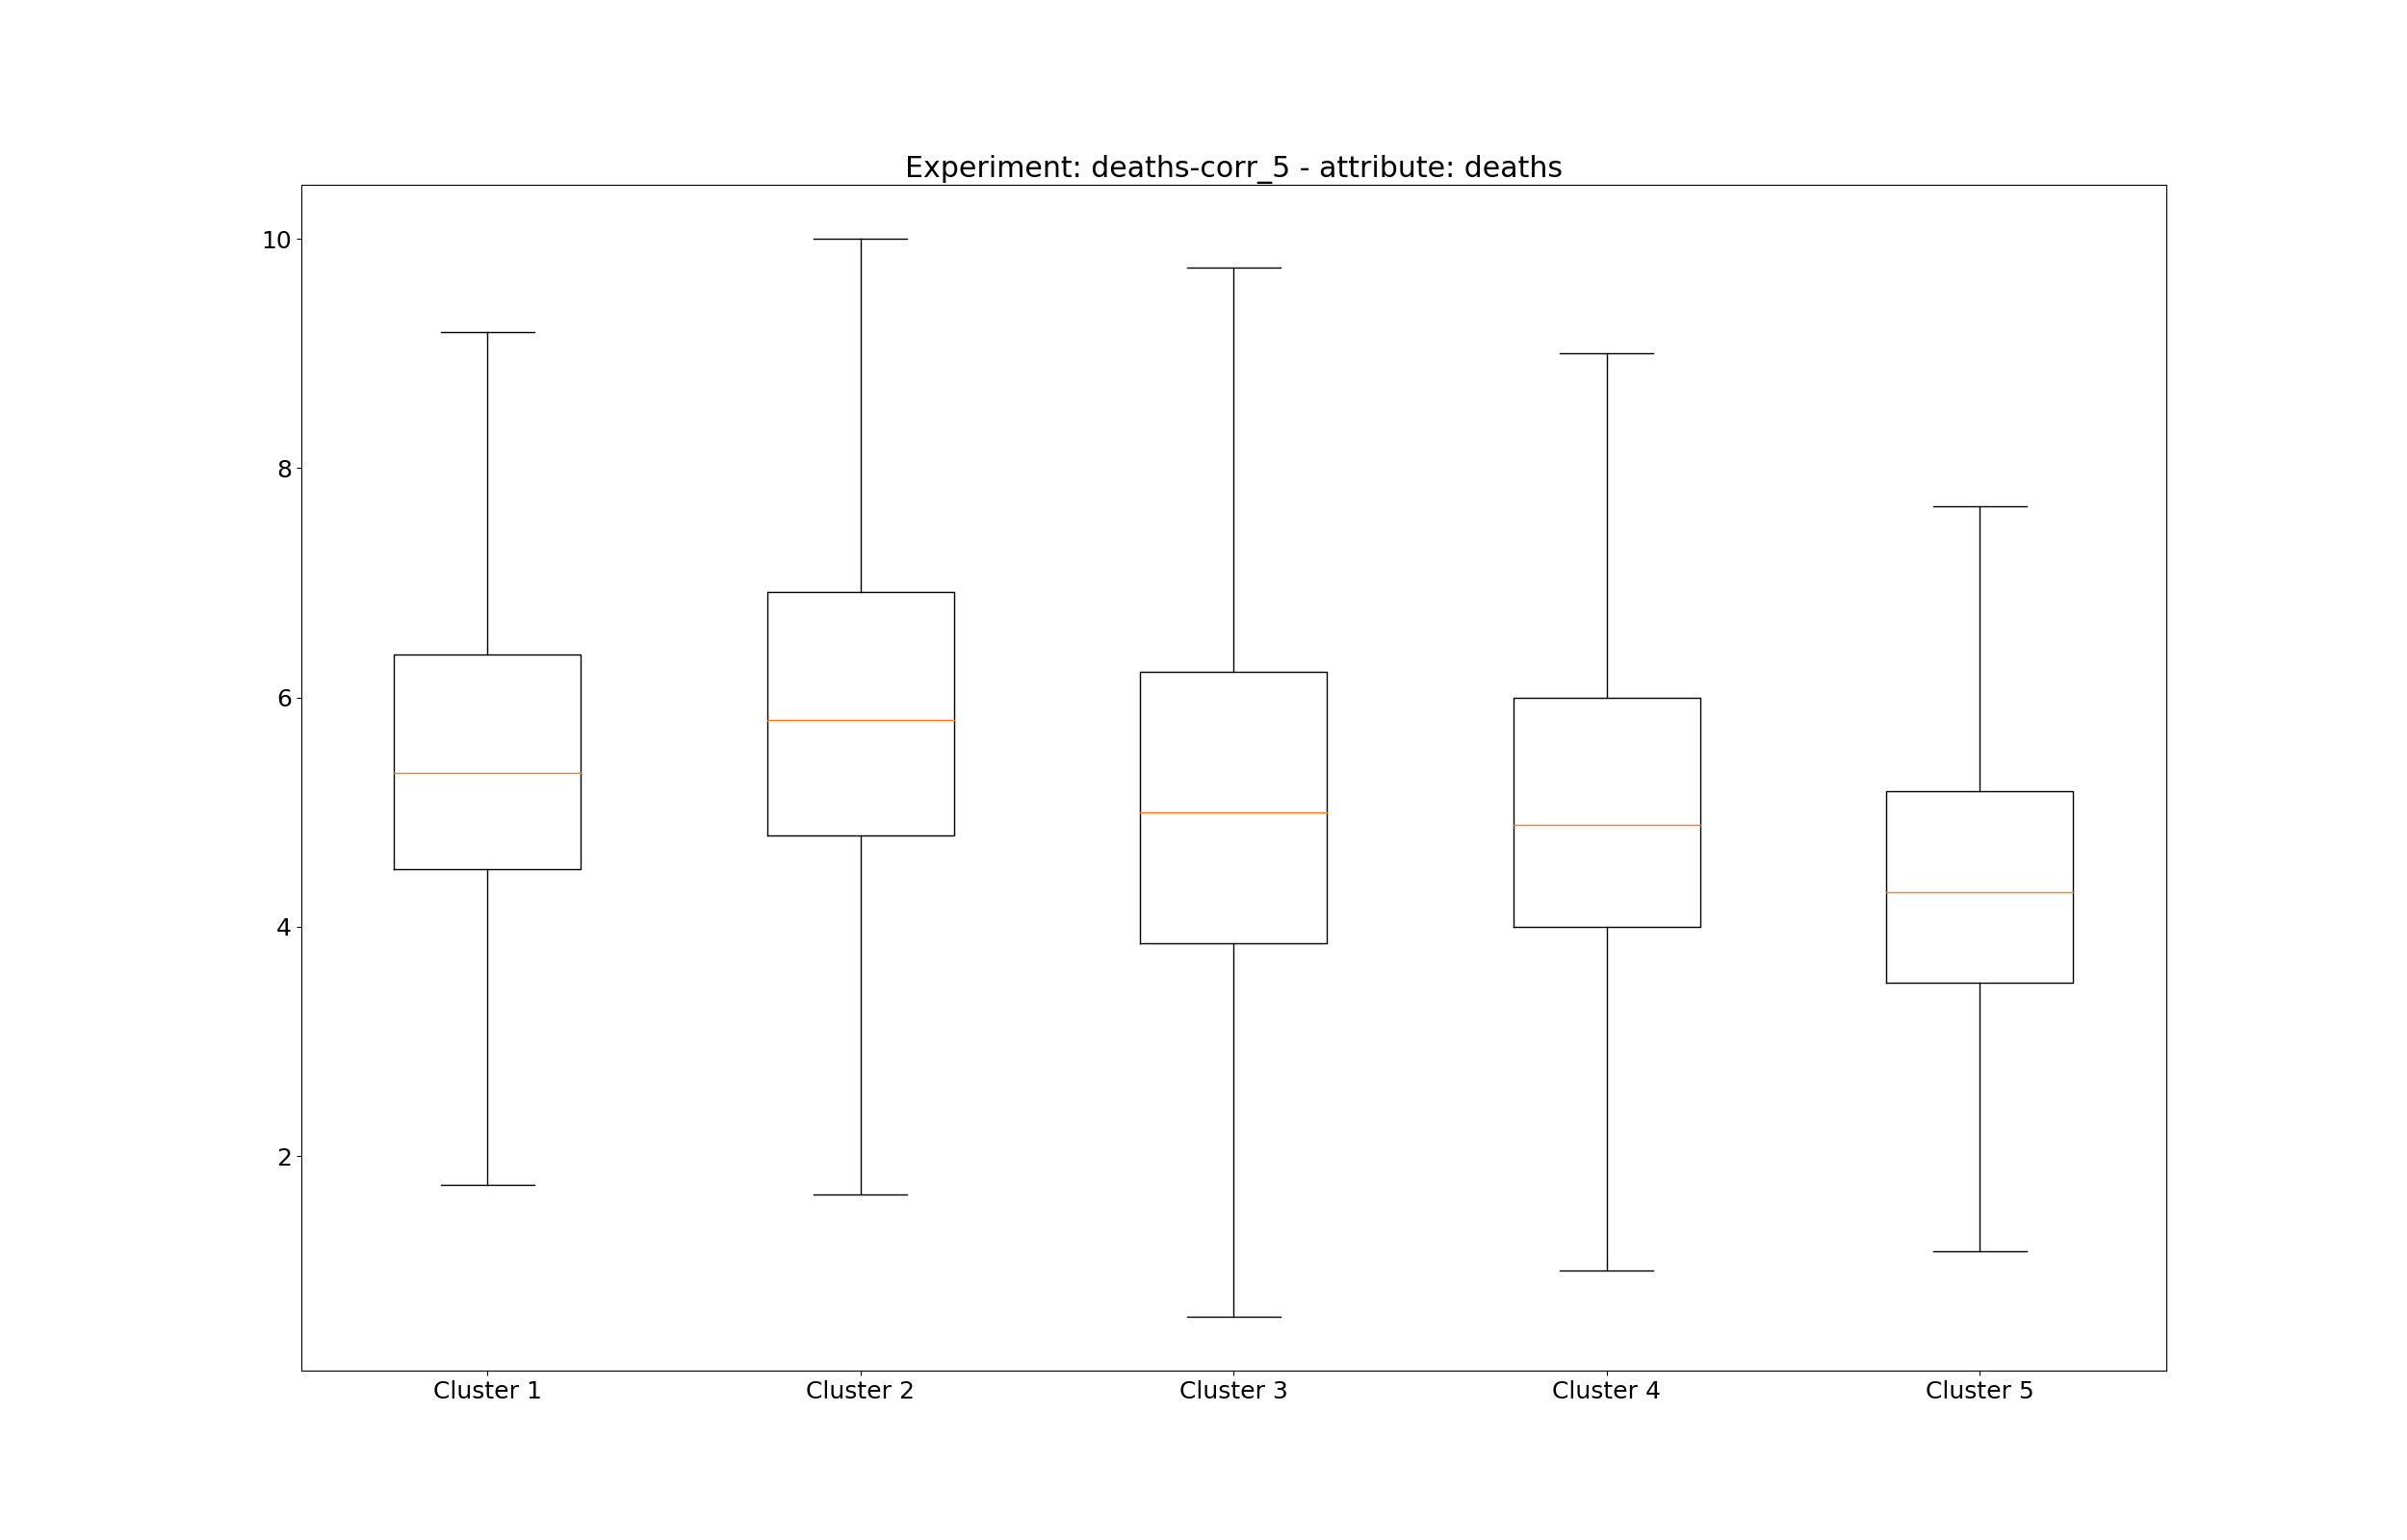 Experiment: deaths-corr_5 - attribute: deaths
10
8
6
4
2
Cluster 1
Cluster 2
Cluster 3
Cluster 4
Cluster 5